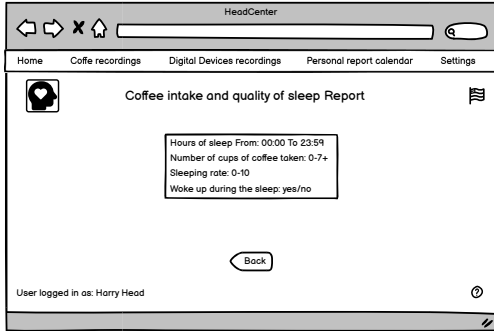 HeadCenter
Home Coffe recordings Digital Devices recordings Personal report calendar Settings
Coffee intake and quality of sleep Report
Hours of sleep From: 00:00 To 23:59
Number of cups of coffee taken: 0-7+
Sleeping rate: 0-10
Woke up during the sleep: yes/no
Back
User logged in as: Harry Head
?